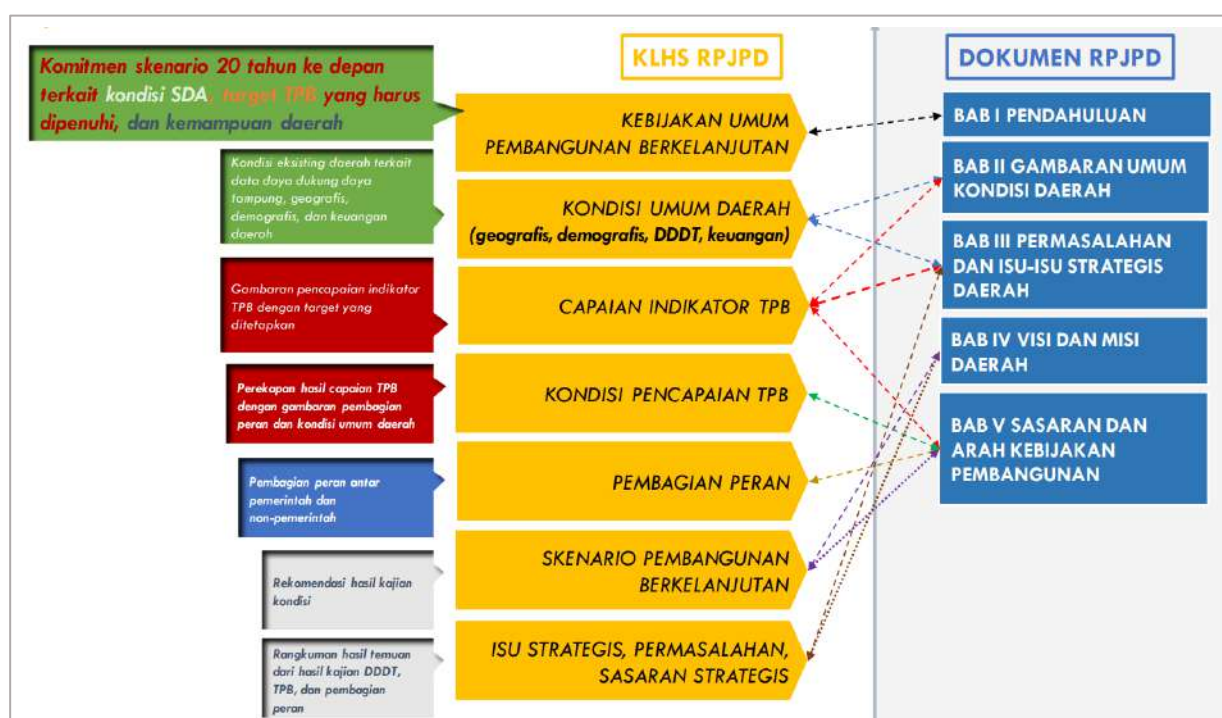 Komitmen skenario 20 tahun ke depan
terkait kondisi SDA, target TPB yang harus
dipenuhi, dan kemampuan daerah
Kondisi eksisting daerah terkait
data daya dukung daya
tampung, geografis,
demografis, dan keuangan
daerah
Gambaran pencapaian indikator
TPB dengan target yang
ditetapkan
Perekapan hasil capaian TPB
dengan gambaran pembagian
peran dan kondisi umum daerah
Pembagian peran antar
pemerintah dan
non-pemerintah
Rekomendasi hasil kajian
kondisi
Rangkuman hasil temuan
dari hasil kajian DDDT,
TPB, dan pembagian
peran
KLHS RPJPD
KEBIJAKAN UMUM
PEMBANGUNAN BERKELANJUTAN
KONDISI UMUM DAERAH
(geografis, demografis, DDDT, keuangan)
CAPAIAN INDIKATOR TPB
KONDISI PENCAPAIAN TPB
PEMBAGIAN PERAN
SKENARIO PEMBANGUNAN
BERKELANJUTAN
ISU STRATEGIS, PERMASALAHAN,
SASARAN STRATEGIS
DOKUMEN RPJPD
BAB I PENDAHULUAN
BAB II GAMBARAN UMUM
KONDISI DAERAH
BAB III PERMASALAHAN
DAN ISU-ISU STRATEGIS
DAERAH
BAB IV VISI DAN MISI
DAERAH
BAB V SASARAN DAN
ARAH KEBIJAKAN
PEMBANGUNAN